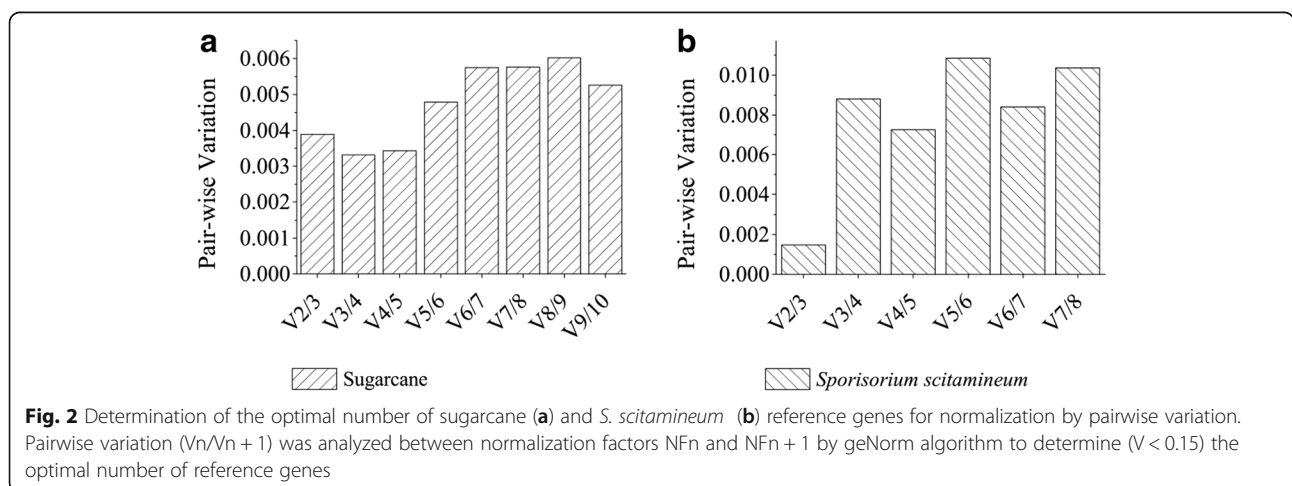 a
Pair-wise Variation
0.006
0.005
0.004
0.003
0.002
0.001
0.000
V2/3
V3/4
V4/5
V5/6
V6/7
V7/8
V8/9
V9/10
Sugarcane
b
Pair-wise Variation
0.010
0.008
0.006
0.004
0.002
0.000
V2/3
V3/4
V4/5
V5/6
V6/7
V7/8
Sporisorium scitamineum
Fig. 2 Determination of the optimal number of sugarcane (a) and S. scitamineum (b) reference genes for normalization by pairwise variation.
Pairwise variation (Vn/Vn + 1) was analyzed between normalization factors NFn and NFn + 1 by geNorm algorithm to determine (V < 0.15) the
optimal number of reference genes